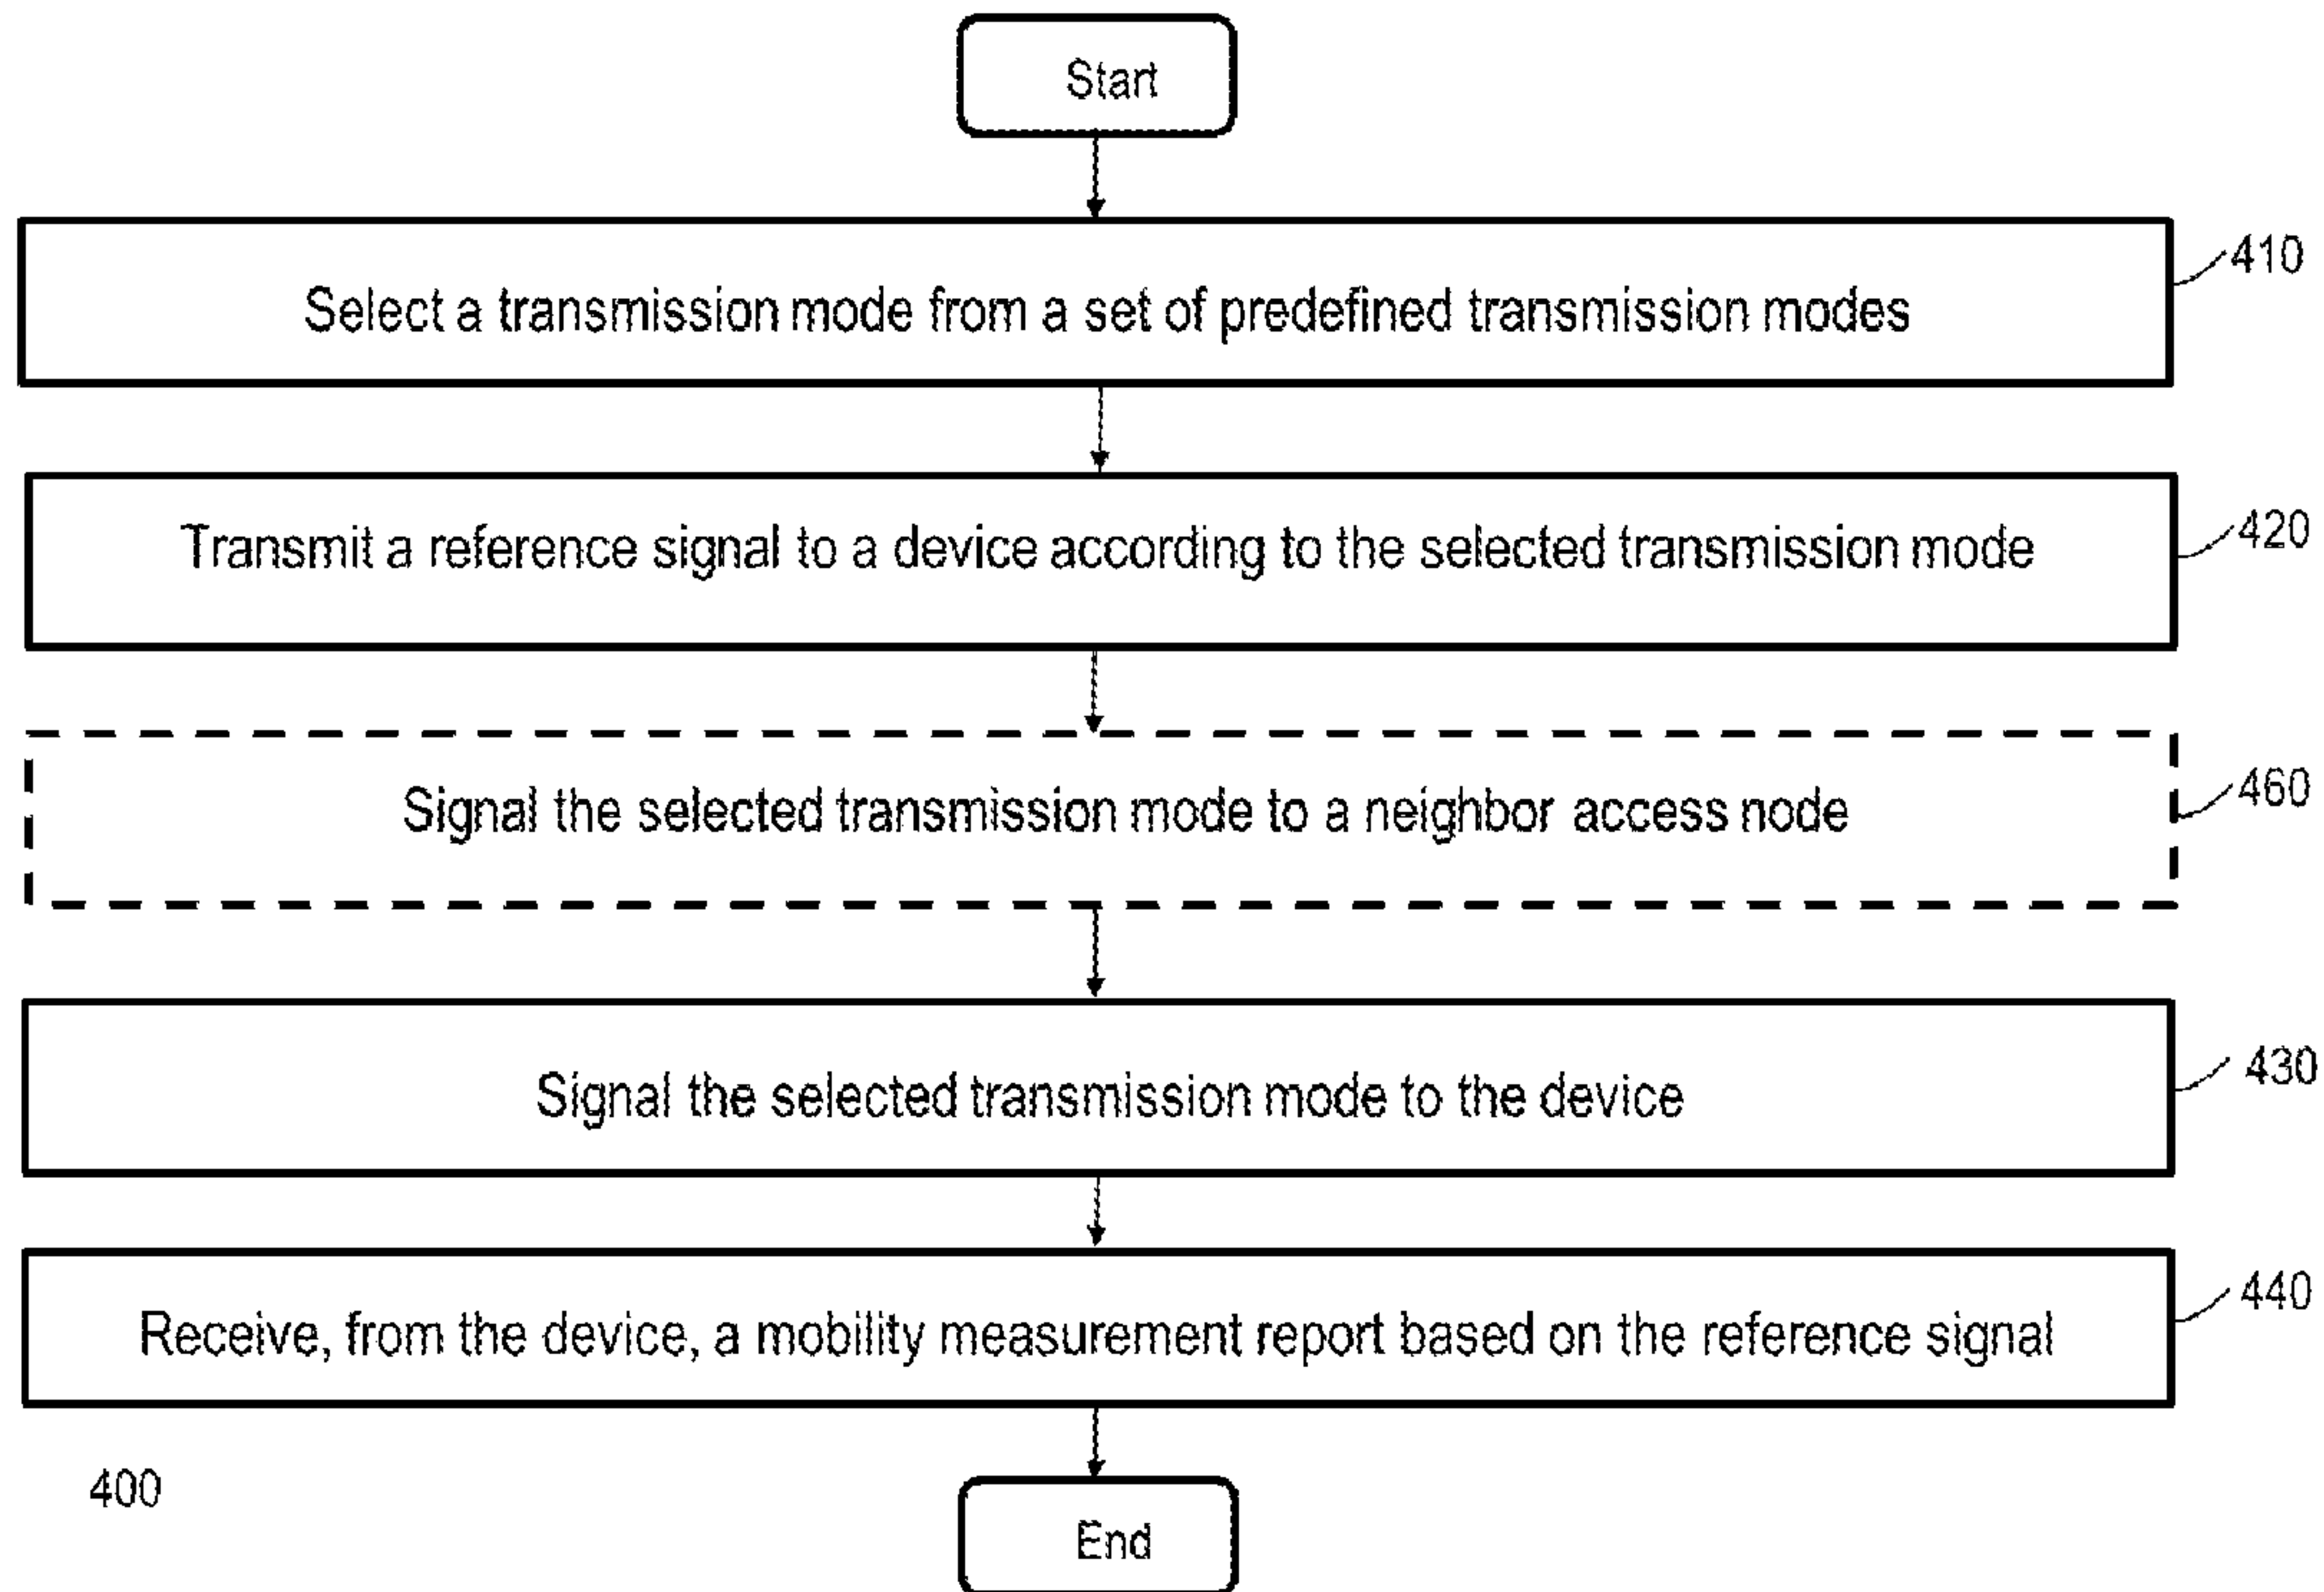 Start
Select a transmission mode from a set of predefined transmission modes
410
Transmit a reference signal to a device according to the selected transmission mode
420
Signal the selected transmission mode to a neighbor access node
460
Signal the selected transmission mode to the device
430
Receive, from the device, a mobility measurement report based on the reference signal
440
400
End